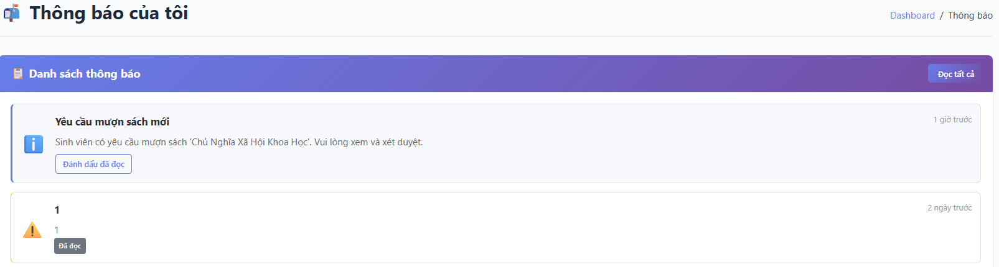 Thông báo của tôi
Dashboard / Thông báo
Danh sách thông báo
Đọc tất cả
Yêu cầu mượn sách mới
1 giờ trước
Sinh viên có yêu cầu mượn sách 'Chủ Nghĩa Xã Hội Khoa Học'. Vui lòng xem và xét duyệt.
Đánh dấu đã đọc
1
2 ngày trước
1
Đã đọc